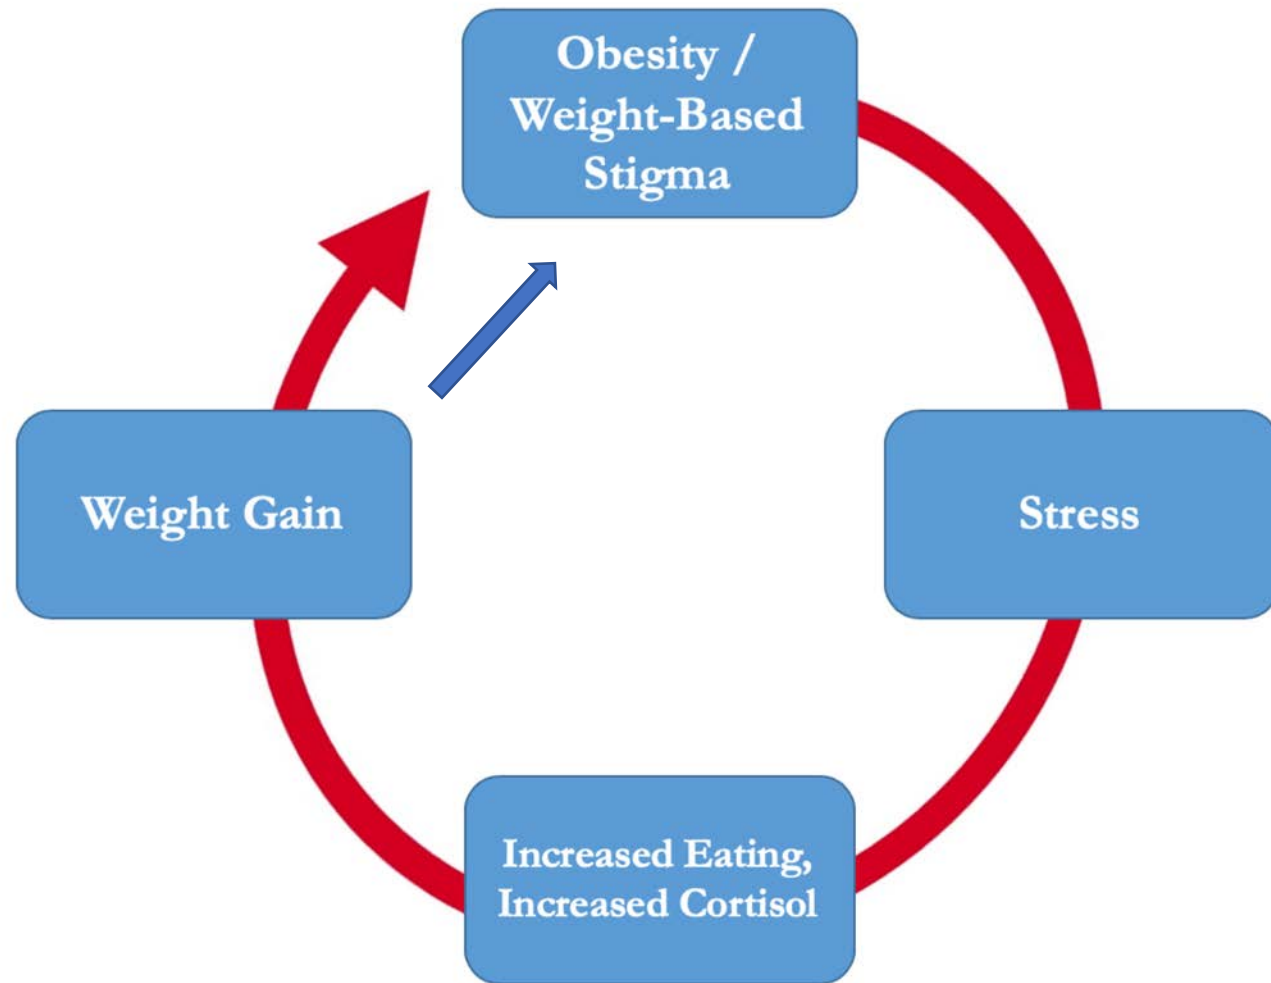 Obesity /
Weight-Based
Stigma
Weight Gain
Stress
Increased Eating,
Increased Cortisol